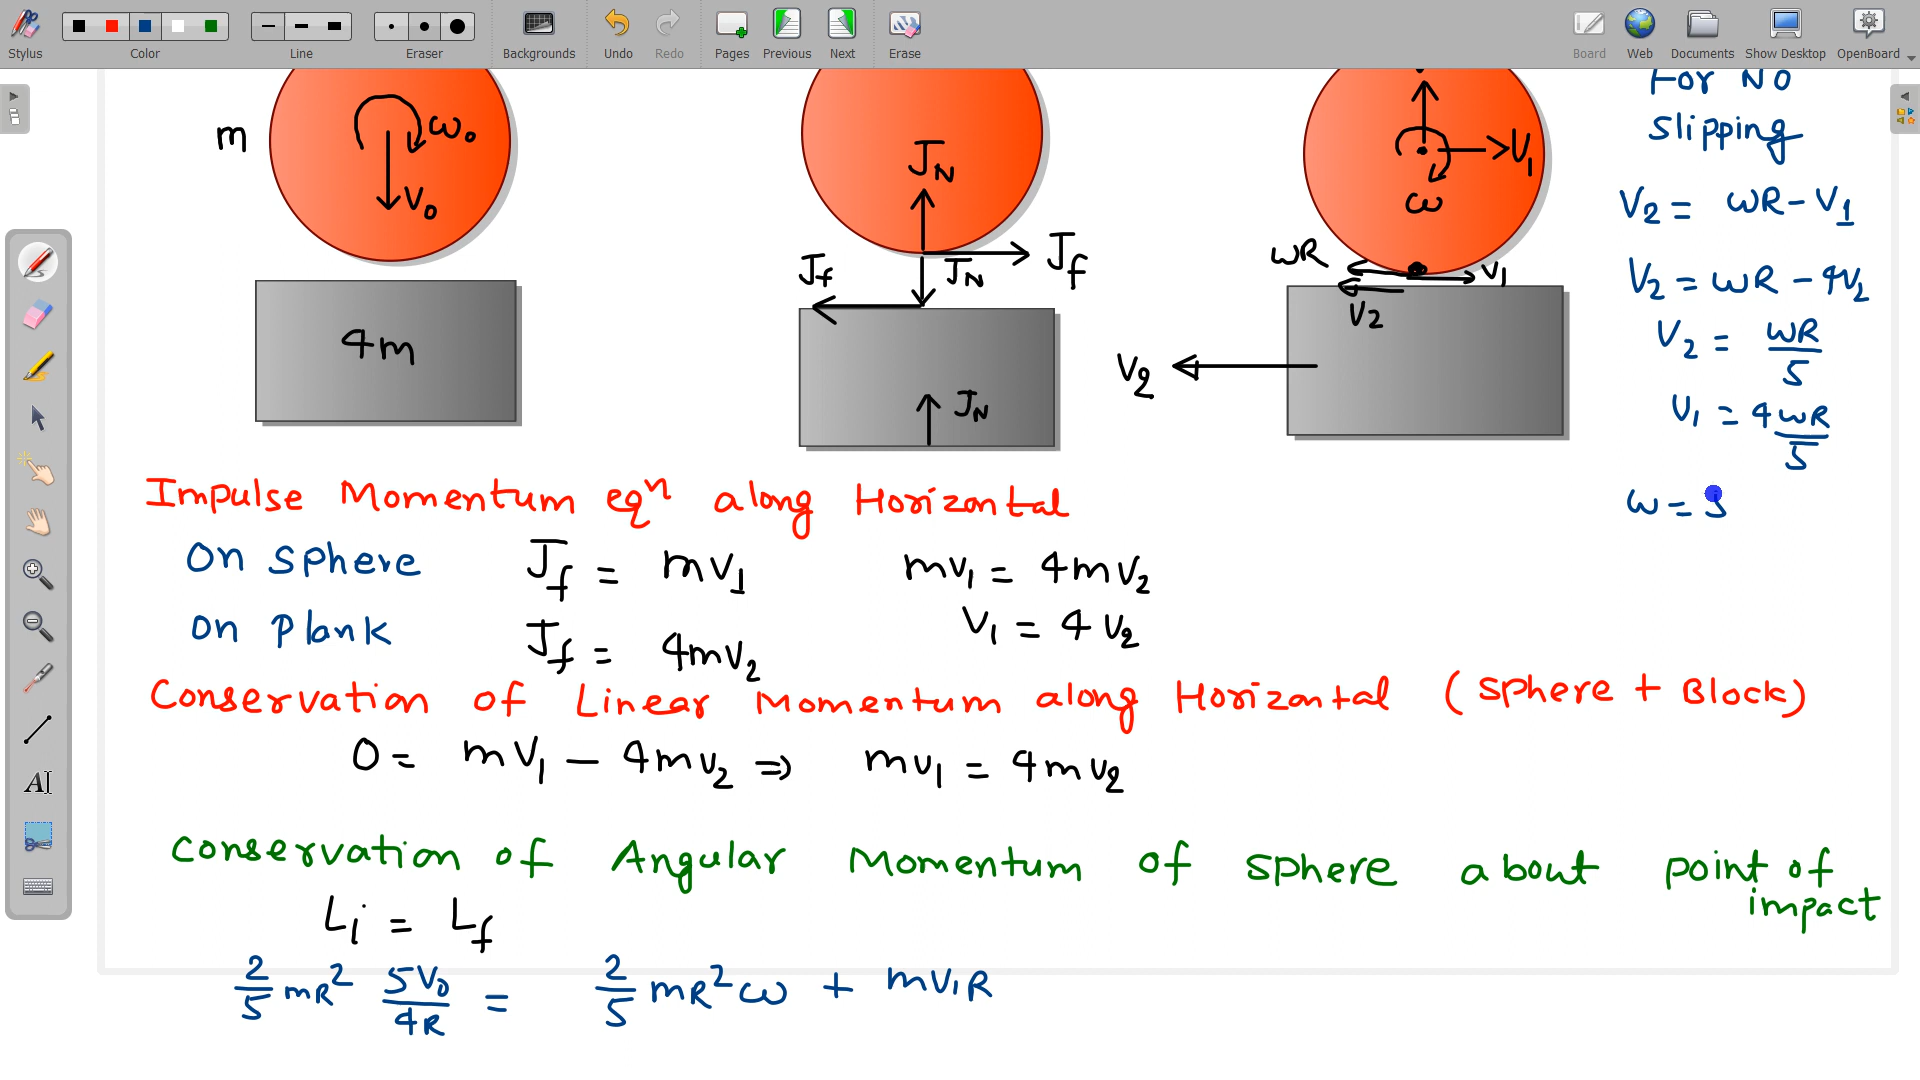 Stylus
Color
Line
Eraser
Backgrounds
Undo
Redo
Pages
Previous
Next
Erase
Board
Web
Documents
Show Desktop
OpenBoard
m
ω₀
V₀
4m
J_N
J_f
J_N
J_f
J_N
V₁
ω
ωR
V₁
V₂
V₂
For No
slipping
V₂ = ωR - V₁
V₂ = ωR - 4V₂
V₂ = ωR/5
V₁ = 4ωR/5
ω = 5
Impulse Momentum eqⁿ along Horizontal
On Sphere J_f = mV₁ mV₁ = 4mV₂
On Plank J_f = 4mV₂ V₁ = 4V₂
Conservation of Linear Momentum along Horizontal (Sphere + Block)
0 = mV₁ - 4mV₂ ⇒ mV₁ = 4mV₂
Conservation of Angular Momentum of Sphere about point of
impact
Li = L_f
2/5 mR² 5V₀/4R = 2/5 mR²ω + mV₁R
AI